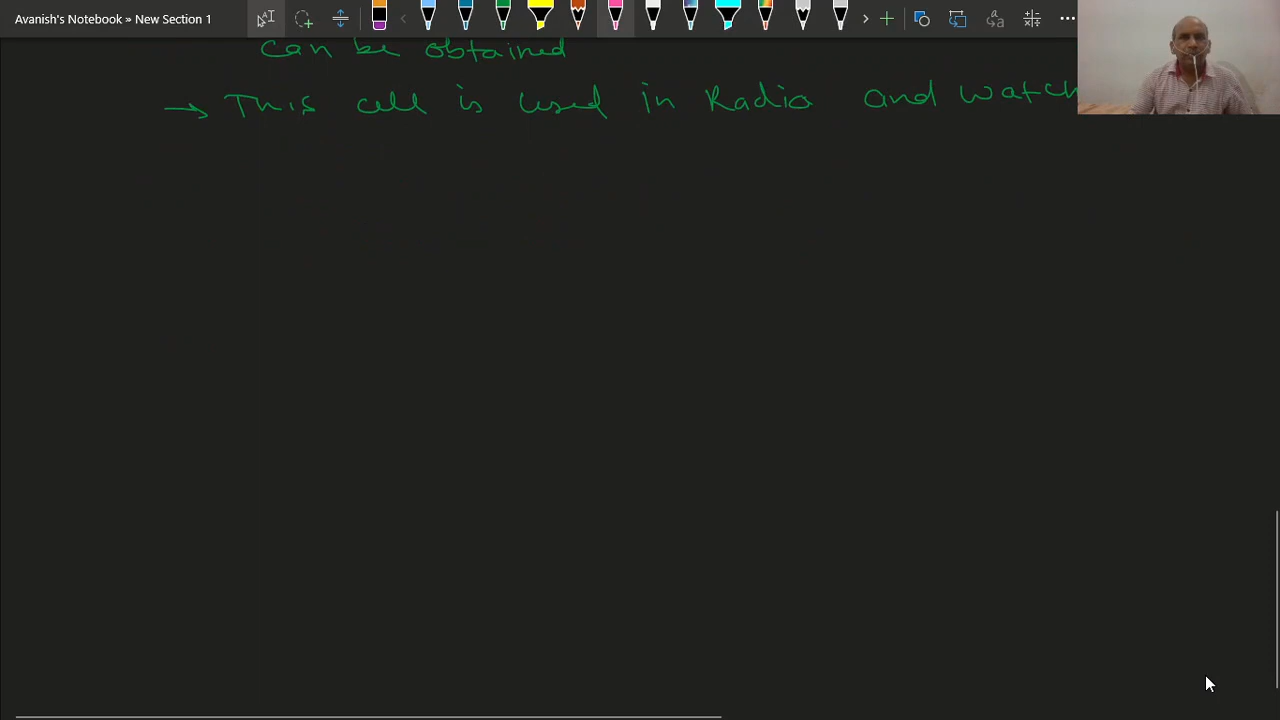 Avanish's Notebook » New Section 1
can be obtained
→ This cell is used in Radio and watch